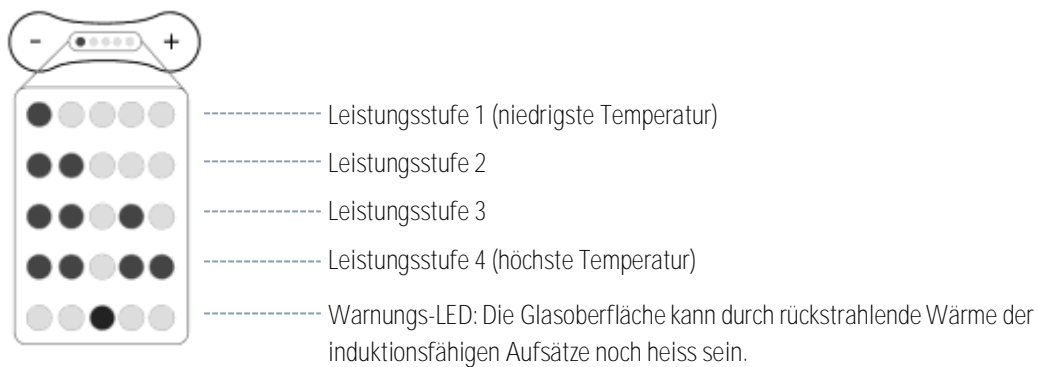 - +
Leistungsstufe 1 (niedrigste Temperatur)
Leistungsstufe 2
Leistungsstufe 3
Leistungsstufe 4 (höchste Temperatur)
Warnungs-LED: Die Glasoberfläche kann durch rückstrahlende Wärme der
induktionsfähigen Aufsätze noch heiss sein.